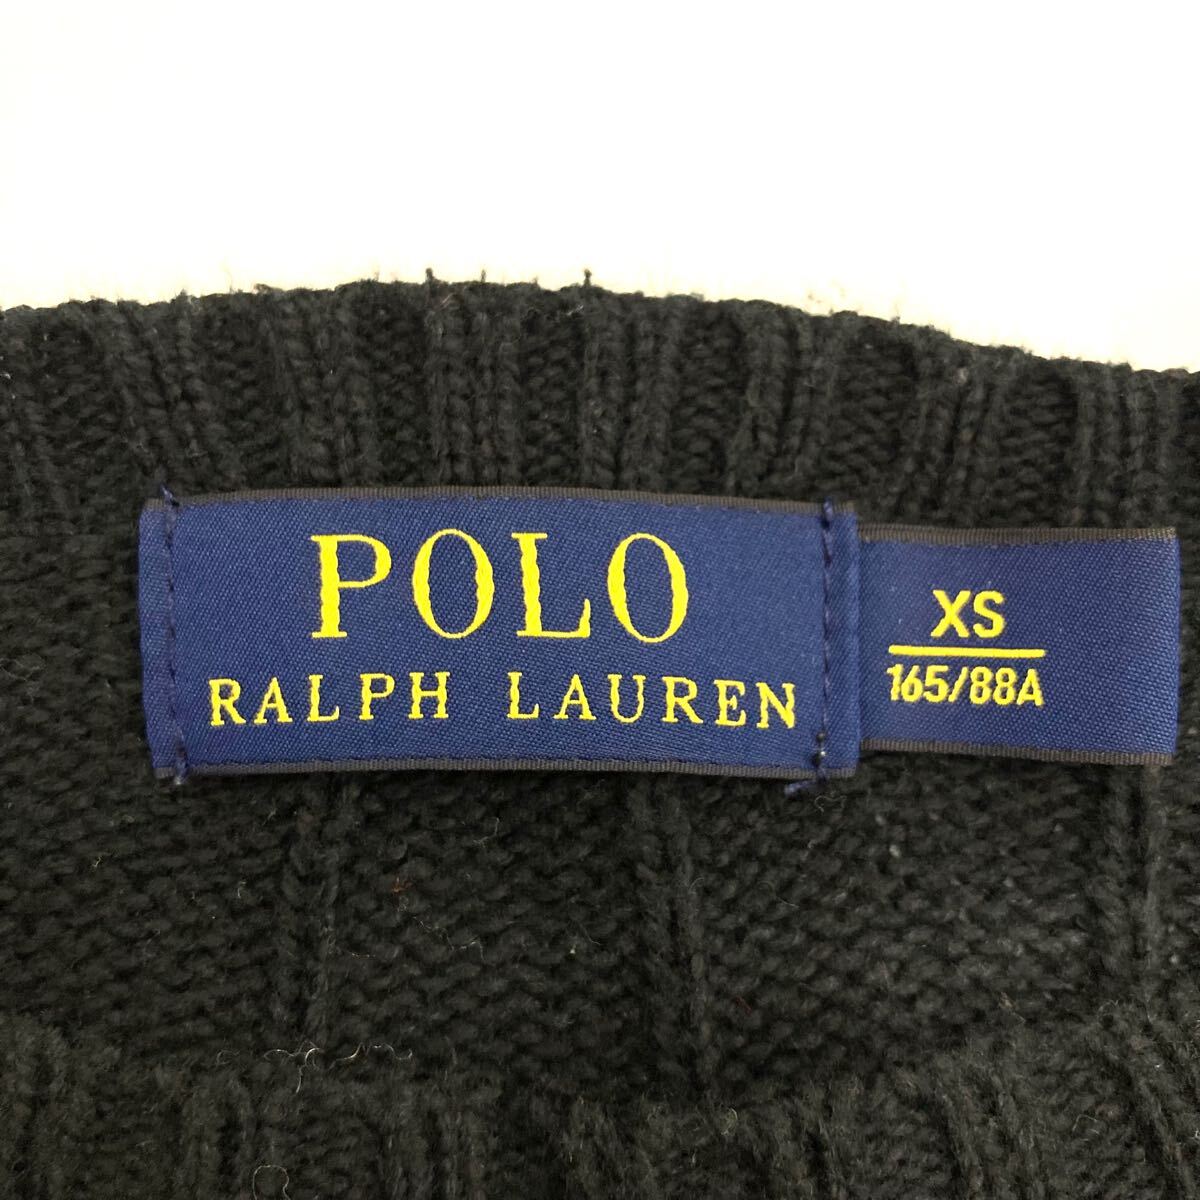 POLO
RALPH LAUREN
XS
165/88A